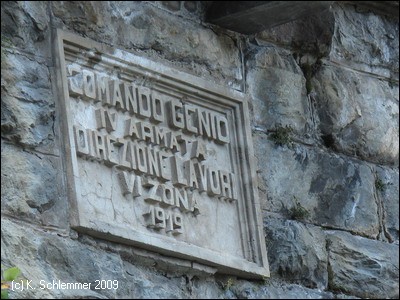 COMANDO GENIO
IV ARMATA
DIREZIONE LAVORI
VI ZONA
1919
(c) K. Schlemmer 2009